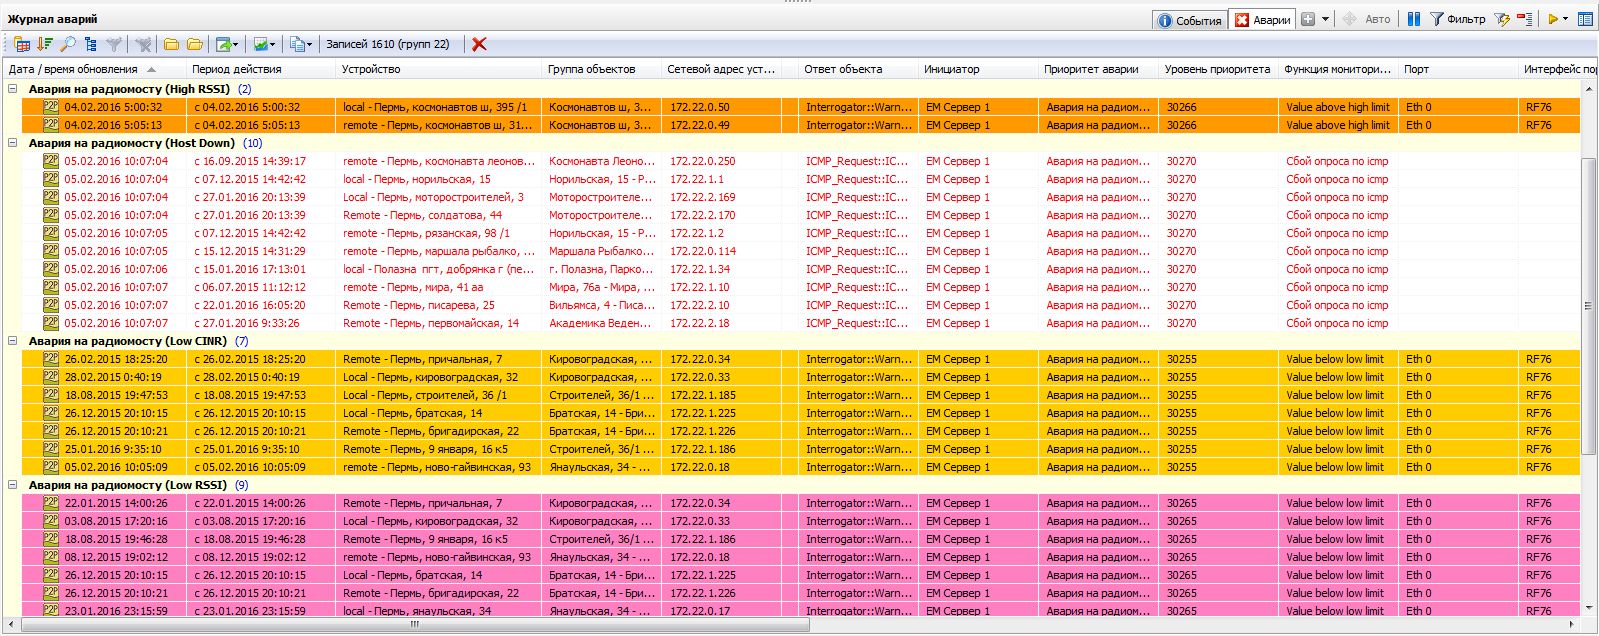 Журнал аварий
События Аварии Авто Фильтр
Записей 1610 (групп 22)
Дата / время обновления Период действия Устройство Группа объектов Сетевой адрес уст... Ответ объекта Инициатор Приоритет аварии Уровень приоритета Функция монитори... Порт Интерфейс пор
Авария на радиомосту (High RSSI) (2)
P2P 04.02.2016 5:00:32 с 04.02.2016 5:00:32 local - Пермь, космонавтов ш, 395 /1 Космонавтов ш, 3... 172.22.0.50 Interrogator::Warn... EM Сервер 1 Авария на радиом... 30266 Value above high limit Eth 0 RF76
P2P 04.02.2016 5:05:13 с 04.02.2016 5:05:13 remote - Пермь, космонавтов ш, 31... Космонавтов ш, 3... 172.22.0.49 Interrogator::Warn... EM Сервер 1 Авария на радиом... 30266 Value above high limit Eth 0 RF76
Авария на радиомосту (Host Down) (10)
P2P 05.02.2016 10:07:04 с 16.09.2015 14:39:17 remote - Пермь, космонавта леонов... Космонавта Леоно... 172.22.0.250 ICMP_Request::IC... EM Сервер 1 Авария на радиом... 30270 Сбой опроса по icmp
P2P 05.02.2016 10:07:04 с 07.12.2015 14:42:42 local - Пермь, норильская, 15 Норильская, 15 - Р... 172.22.1.1 ICMP_Request::IC... EM Сервер 1 Авария на радиом... 30270 Сбой опроса по icmp
P2P 05.02.2016 10:07:04 с 27.01.2016 20:13:39 Local - Пермь, моторостроителей, 3 Моторостроителе... 172.22.2.169 ICMP_Request::IC... EM Сервер 1 Авария на радиом... 30270 Сбой опроса по icmp
P2P 05.02.2016 10:07:04 с 27.01.2016 20:13:39 Remote - Пермь, солдатова, 44 Моторостроителе... 172.22.2.170 ICMP_Request::IC... EM Сервер 1 Авария на радиом... 30270 Сбой опроса по icmp
P2P 05.02.2016 10:07:05 с 07.12.2015 14:42:42 remote - Пермь, рязанская, 98 /1 Норильская, 15 - Р... 172.22.1.2 ICMP_Request::IC... EM Сервер 1 Авария на радиом... 30270 Сбой опроса по icmp
P2P 05.02.2016 10:07:05 с 15.12.2015 14:31:29 remote - Пермь, маршала рыбалко, ... Маршала Рыбалко... 172.22.0.114 ICMP_Request::IC... EM Сервер 1 Авария на радиом... 30270 Сбой опроса по icmp
P2P 05.02.2016 10:07:06 с 15.01.2016 17:13:01 local - Полазна пгт, добрянка г (пе... г. Полазна, Парко... 172.22.1.34 ICMP_Request::IC... EM Сервер 1 Авария на радиом... 30270 Сбой опроса по icmp
P2P 05.02.2016 10:07:07 с 06.07.2015 11:12:12 remote - Пермь, мира, 41 аа Мира, 76а - Мира, ... 172.22.1.10 ICMP_Request::IC... EM Сервер 1 Авария на радиом... 30270 Сбой опроса по icmp
P2P 05.02.2016 10:07:07 с 22.01.2016 16:05:20 Remote - Пермь, писарева, 25 Вильямса, 4 - Писа... 172.22.2.10 ICMP_Request::IC... EM Сервер 1 Авария на радиом... 30270 Сбой опроса по icmp
P2P 05.02.2016 10:07:07 с 27.01.2016 9:33:26 Remote - Пермь, первомайская, 14 Академика Веден... 172.22.2.18 ICMP_Request::IC... EM Сервер 1 Авария на радиом... 30270 Сбой опроса по icmp
Авария на радиомосту (Low CINR) (7)
P2P 26.02.2015 18:25:20 с 26.02.2015 18:25:20 Remote - Пермь, причальная, 7 Кировоградская, ... 172.22.0.34 Interrogator::Warn... EM Сервер 1 Авария на радиом... 30255 Value below low limit Eth 0 RF76
P2P 28.02.2015 0:40:19 с 28.02.2015 0:40:19 Local - Пермь, кировоградская, 32 Кировоградская, ... 172.22.0.33 Interrogator::Warn... EM Сервер 1 Авария на радиом... 30255 Value below low limit Eth 0 RF76
P2P 18.08.2015 19:47:53 с 18.08.2015 19:47:53 Local - Пермь, строителей, 36 /1 Строителей, 36/1 ... 172.22.1.185 Interrogator::Warn... EM Сервер 1 Авария на радиом... 30255 Value below low limit Eth 0 RF76
P2P 26.12.2015 20:10:15 с 26.12.2015 20:10:15 Local - Пермь, братская, 14 Братская, 14 - Бри... 172.22.1.225 Interrogator::Warn... EM Сервер 1 Авария на радиом... 30255 Value below low limit Eth 0 RF76
P2P 26.12.2015 20:10:21 с 26.12.2015 20:10:21 Remote - Пермь, бригадирская, 22 Братская, 14 - Бри... 172.22.1.226 Interrogator::Warn... EM Сервер 1 Авария на радиом... 30255 Value below low limit Eth 0 RF76
P2P 25.01.2016 9:35:10 с 25.01.2016 9:35:10 Remote - Пермь, 9 января, 16 к5 Строителей, 36/1 ... 172.22.1.186 Interrogator::Warn... EM Сервер 1 Авария на радиом... 30255 Value below low limit Eth 0 RF76
P2P 05.02.2016 10:05:09 с 05.02.2016 10:05:09 remote - Пермь, ново-гайвинская, 93 Янаульская, 34 - ... 172.22.0.18 Interrogator::Warn... EM Сервер 1 Авария на радиом... 30255 Value below low limit Eth 0 RF76
Авария на радиомосту (Low RSSI) (9)
P2P 22.01.2015 14:00:26 с 22.01.2015 14:00:26 Remote - Пермь, причальная, 7 Кировоградская, ... 172.22.0.34 Interrogator::Warn... EM Сервер 1 Авария на радиом... 30265 Value below low limit Eth 0 RF76
P2P 03.08.2015 17:20:16 с 03.08.2015 17:20:16 Local - Пермь, кировоградская, 32 Кировоградская, ... 172.22.0.33 Interrogator::Warn... EM Сервер 1 Авария на радиом... 30265 Value below low limit Eth 0 RF76
P2P 18.08.2015 19:46:28 с 18.08.2015 19:46:28 Remote - Пермь, 9 января, 16 к5 Строителей, 36/1 ... 172.22.1.186 Interrogator::Warn... EM Сервер 1 Авария на радиом... 30265 Value below low limit Eth 0 RF76
P2P 08.12.2015 19:02:12 с 08.12.2015 19:02:12 remote - Пермь, ново-гайвинская, 93 Янаульская, 34 - ... 172.22.0.18 Interrogator::Warn... EM Сервер 1 Авария на радиом... 30265 Value below low limit Eth 0 RF76
P2P 26.12.2015 20:10:15 с 26.12.2015 20:10:15 Local - Пермь, братская, 14 Братская, 14 - Бри... 172.22.1.225 Interrogator::Warn... EM Сервер 1 Авария на радиом... 30265 Value below low limit Eth 0 RF76
P2P 26.12.2015 20:10:21 с 26.12.2015 20:10:21 Remote - Пермь, бригадирская, 22 Братская, 14 - Бри... 172.22.1.226 Interrogator::Warn... EM Сервер 1 Авария на радиом... 30265 Value below low limit Eth 0 RF76
P2P 23.01.2016 23:15:59 с 23.01.2016 23:15:59 local - Пермь, янаульская, 34 Янаульская, 34 - ... 172.22.0.17 Interrogator::Warn... EM Сервер 1 Авария на радиом... 30265 Value below low limit Eth 0 RF76